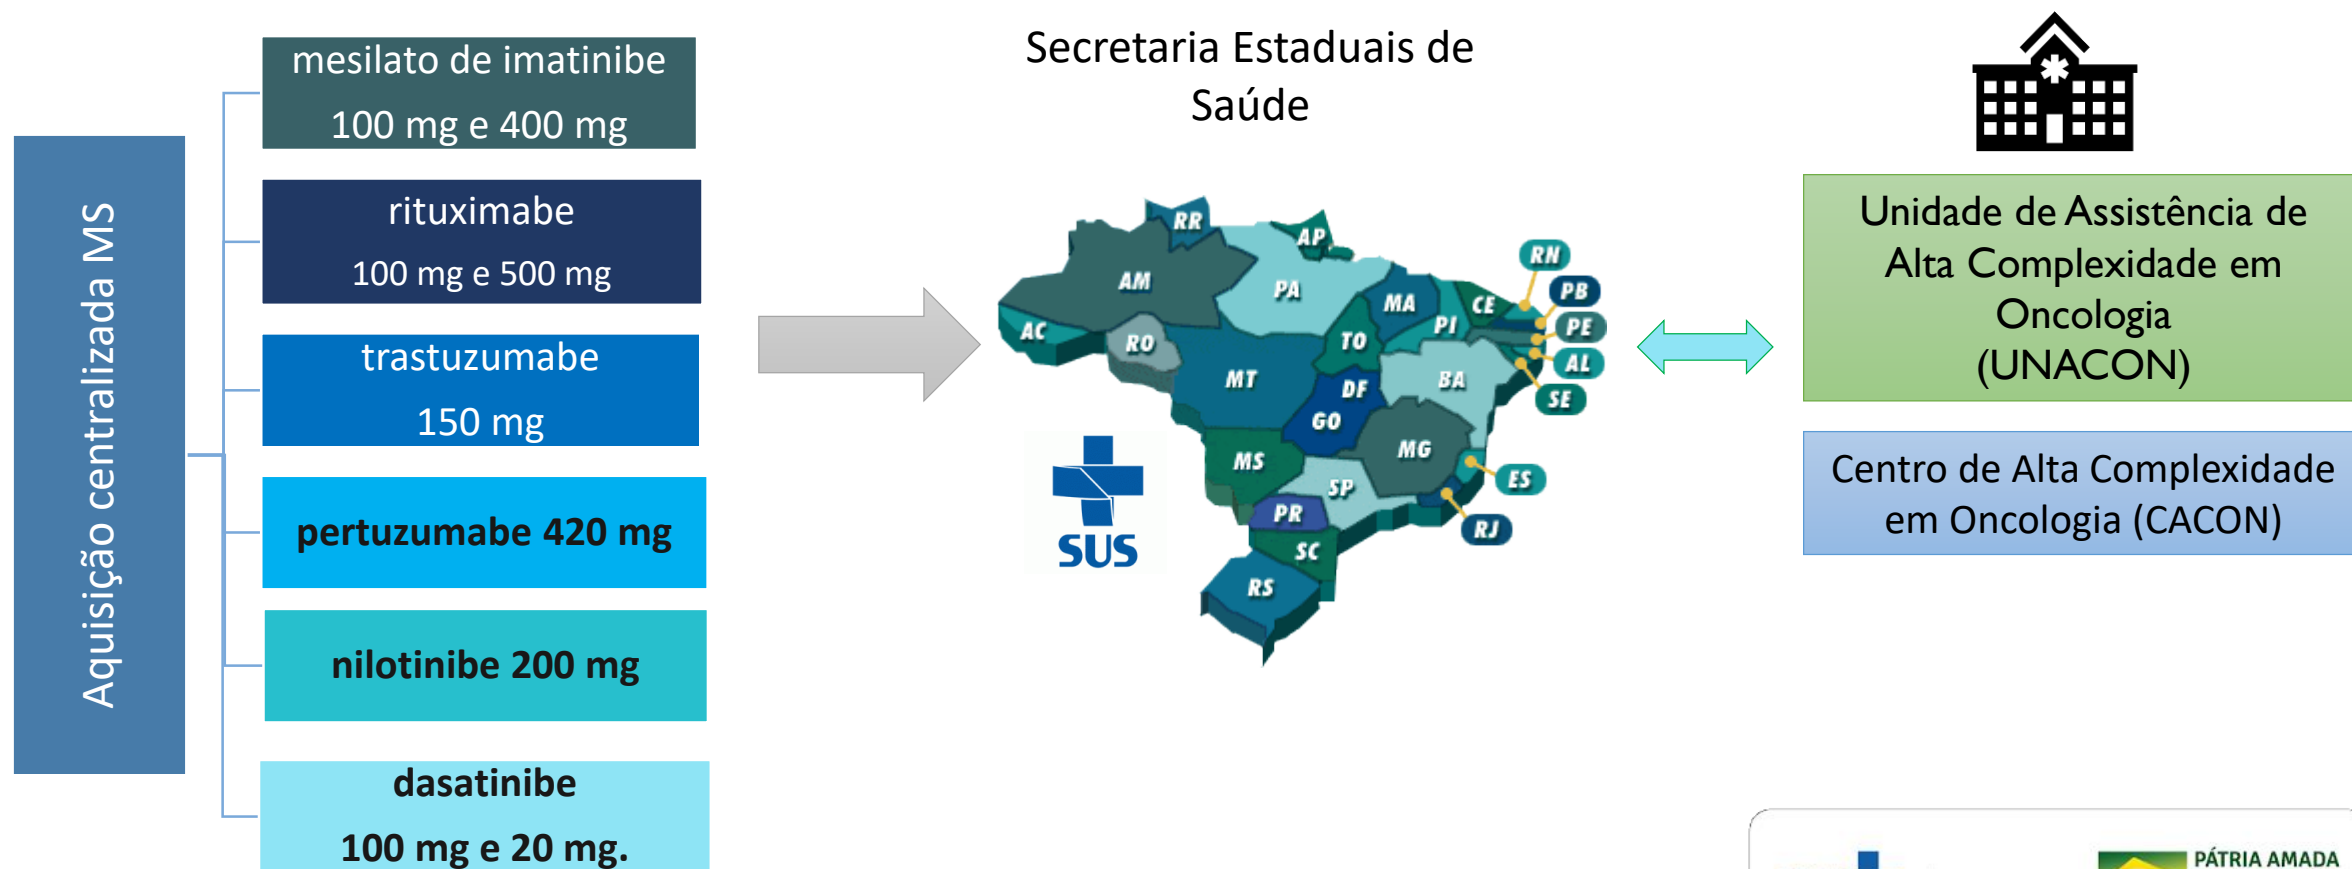 Aquisição centralizada MS
mesilato de imatinibe
100 mg e 400 mg
rituximabe
100 mg e 500 mg
trastuzumabe
150 mg
pertuzumabe 420 mg
nilotinibe 200 mg
dasatinibe
100 mg e 20 mg.
Secretaria Estaduais de
Saúde
RR
AP
AM
PA
MA
CE
RN
PB
PE
AL
SE
PI
AC
RO
TO
MT
DF
BA
GO
MG
MS
ES
SP
RJ
PR
SC
RS
SUS
Unidade de Assistência de
Alta Complexidade em
Oncologia
(UNACON)
Centro de Alta Complexidade
em Oncologia (CACON)
PÁTRIA AMADA